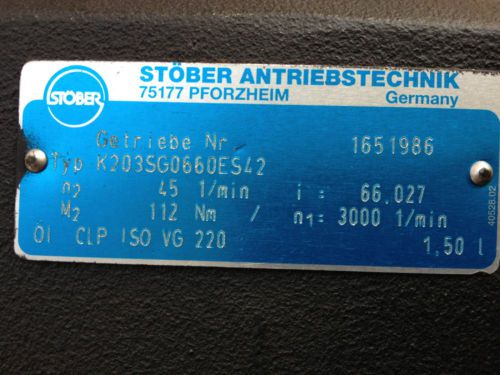 STÖBER
STÖBER ANTRIEBSTECHNIK
75177 PFORZHEIM Germany
Getriebe Nr. 1651986
Typ K203SG0660ES42
n2 45 1/min i : 66,027
M2 112 Nm / n1= 3000 1/min
Öl CLP ISO VG 220 1,50 l
40528.02